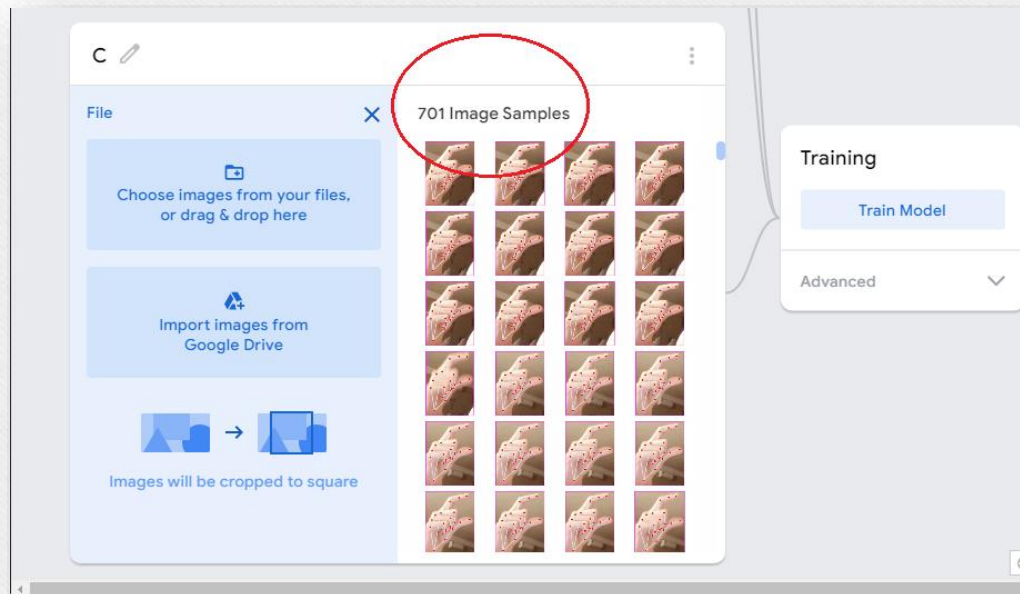 C
File
Choose images from your files,
or drag & drop here
Import images from
Google Drive
Images will be cropped to square
701 Image Samples
Training
Train Model
Advanced